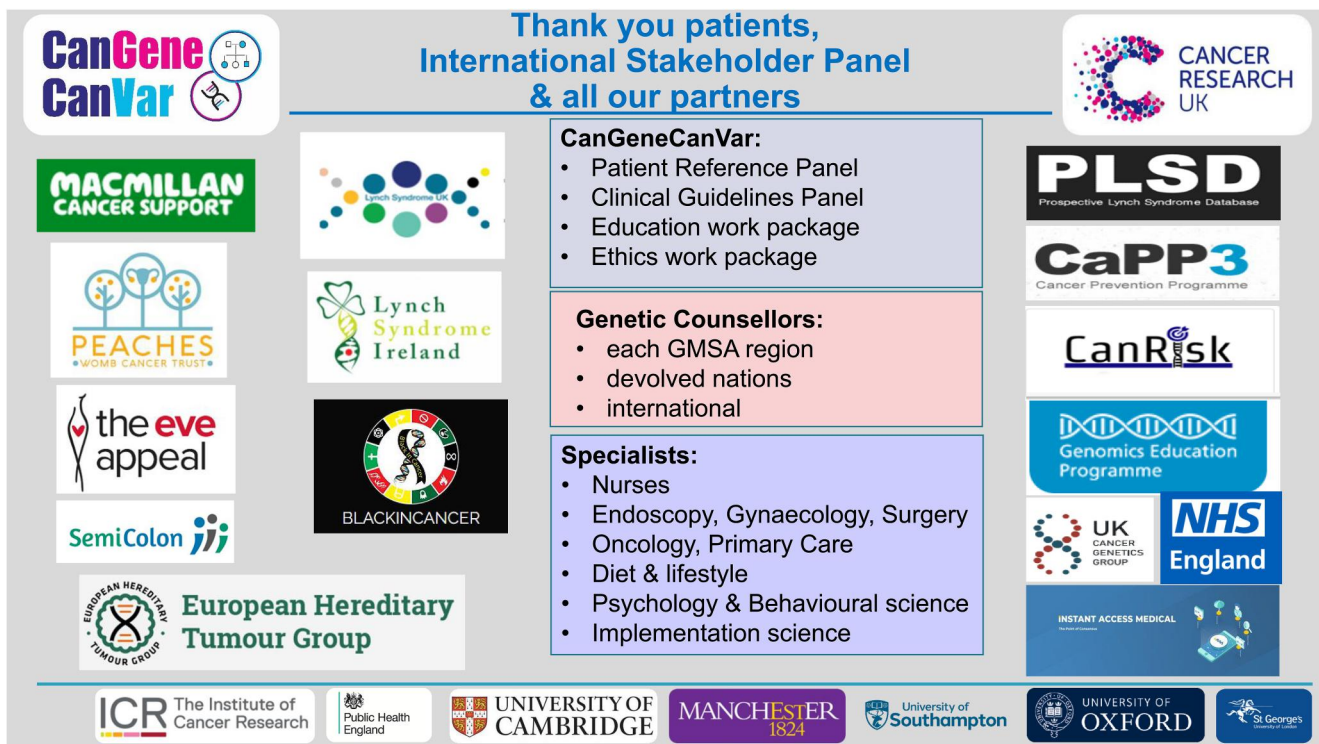 Thank you patients,
International Stakeholder Panel
& all our partners
CanGene
CanVar
CANCER
RESEARCH
UK
MACMILLAN
CANCER SUPPORT
Lynch Syndrome UK
PEACHES
•WOMB CANCER TRUST•
Lynch
Syndrome
Ireland
the eve
appeal
BLACKINCANCER
SemiColon
EUROPEAN HEREDITARY
TUMOUR GROUP
European Hereditary
Tumour Group
CanGeneCanVar:
• Patient Reference Panel
• Clinical Guidelines Panel
• Education work package
• Ethics work package
Genetic Counsellors:
• each GMSA region
• devolved nations
• international
Specialists:
• Nurses
• Endoscopy, Gynaecology, Surgery
• Oncology, Primary Care
• Diet & lifestyle
• Psychology & Behavioural science
• Implementation science
PLSD
Prospective Lynch Syndrome Database
CaPP3
Cancer Prevention Programme
CanRisk
Genomics Education
Programme
UK
CANCER
GENETICS
GROUP
NHS
England
INSTANT ACCESS MEDICAL
ICR The Institute of
Cancer Research
Public Health
England
UNIVERSITY OF
CAMBRIDGE
MANCHESTER
1824
University of
Southampton
UNIVERSITY OF
OXFORD
St George's
University of London